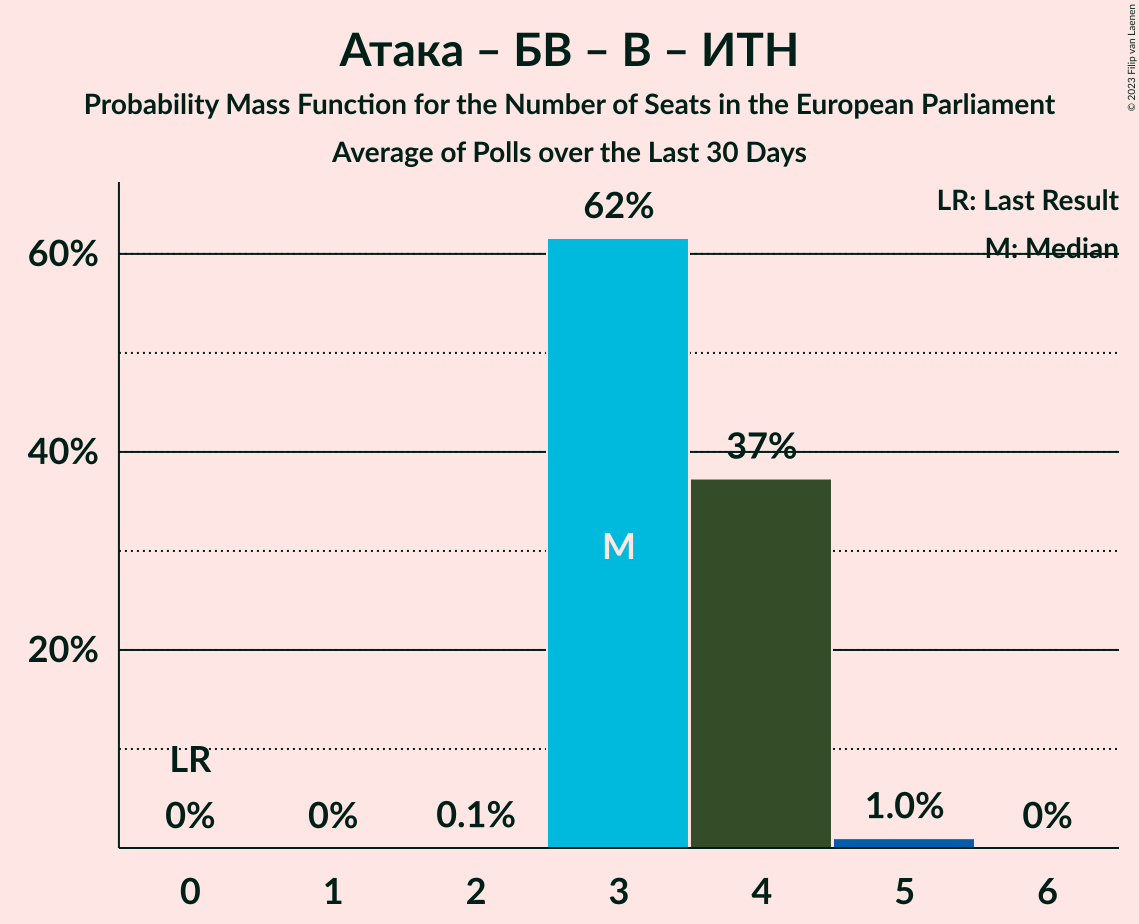 Атака – БВ – В – ИТН
Probability Mass Function for the Number of Seats in the European Parliament
Average of Polls over the Last 30 Days
© 2023 Filip van Laenen
LR: Last Result
M: Median
62%
60%
37%
40%
M
20%
LR
0%
0%
0.1%
1.0%
0%
0
1
2
3
4
5
6